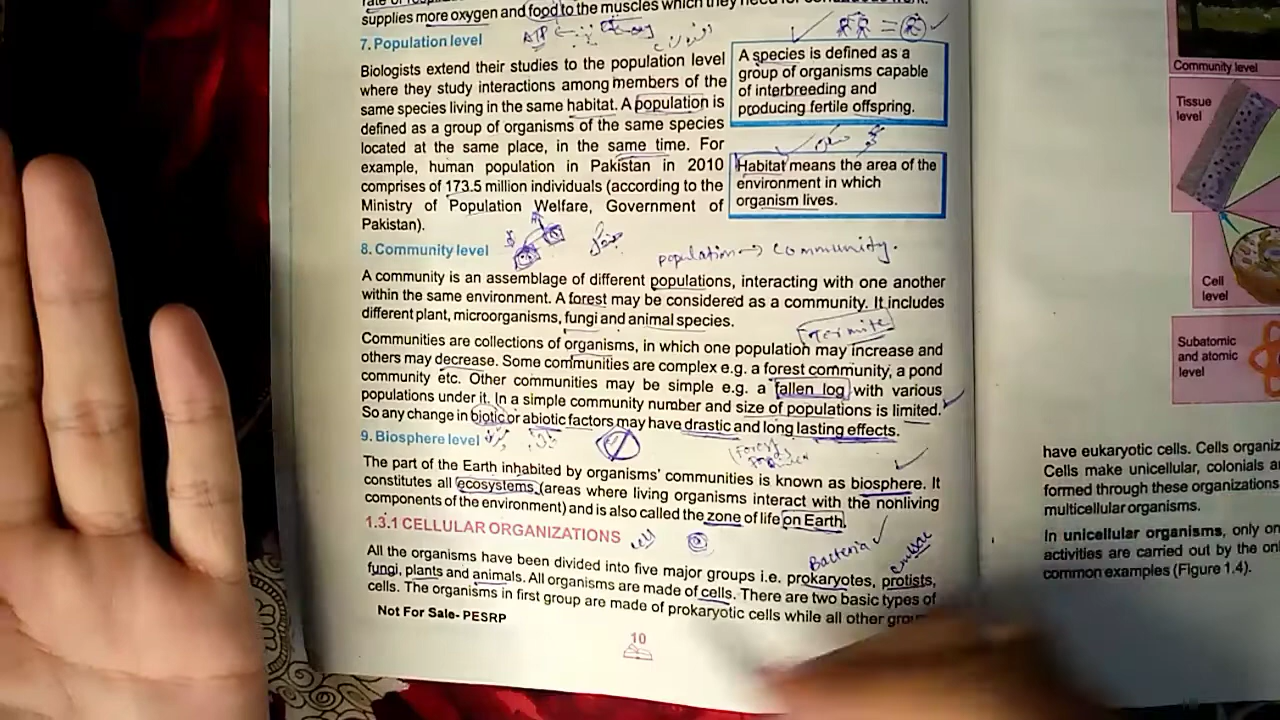 supplies more oxygen and food to the muscles which they need for
7. Population level
Biologists extend their studies to the population level
where they study interactions among members of the
same species living in the same habitat. A population is
defined as a group of organisms of the same species
located at the same place, in the same time. For
example, human population in Pakistan in 2010
comprises of 173.5 million individuals (according to the
Ministry of Population Welfare, Government of
Pakistan).
A species is defined as a
group of organisms capable
of interbreeding and
producing fertile offspring.
Habitat means the area of the
environment in which
organism lives.
8. Community level
population → community.
A community is an assemblage of different populations, interacting with one another
within the same environment. A forest may be considered as a community. It includes
different plant, microorganisms, fungi and animal species.
Termite
Communities are collections of organisms, in which one population may increase and
others may decrease. Some communities are complex e.g. a forest community, a pond
community etc. Other communities may be simple e.g. a fallen log with various
populations under it. In a simple community number and size of populations is limited.
So any change in biotic or abiotic factors may have drastic and long lasting effects.
9. Biosphere level
The part of the Earth inhabited by organisms' communities is known as biosphere. It
constitutes all ecosystems (areas where living organisms interact with the nonliving
components of the environment) and is also called the zone of life on Earth.
1.3.1 CELLULAR ORGANIZATIONS
cell
Bacteria
All the organisms have been divided into five major groups i.e. prokaryotes, protists,
fungi, plants and animals. All organisms are made of cells. There are two basic types of
cells. The organisms in first group are made of prokaryotic cells while all other
Not For Sale- PESRP
10
Community level
Tissue
level
Cell
level
Subatomic
and atomic
level
have eukaryotic cells. Cells
Cells make unicellular, colonials
formed through these organizations
multicellular organisms.
In unicellular organisms, only
activities are carried out by the
common examples (Figure 1.4).